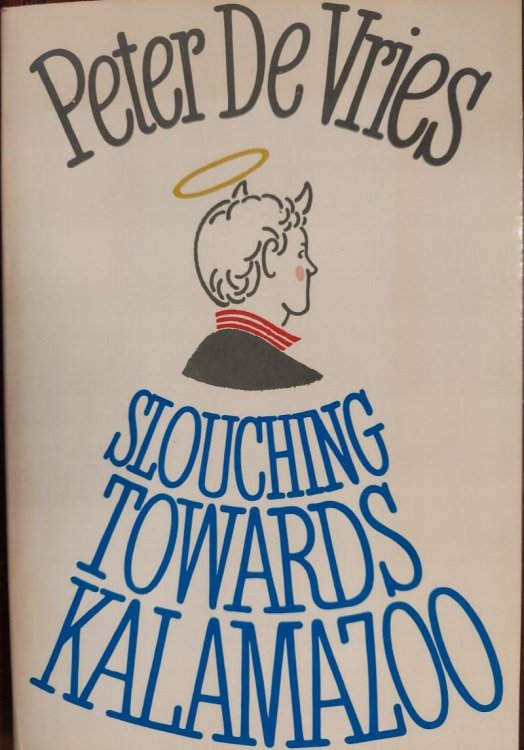 Peter De Vries
SLOUCHING
TOWARDS
KALAMAZOO